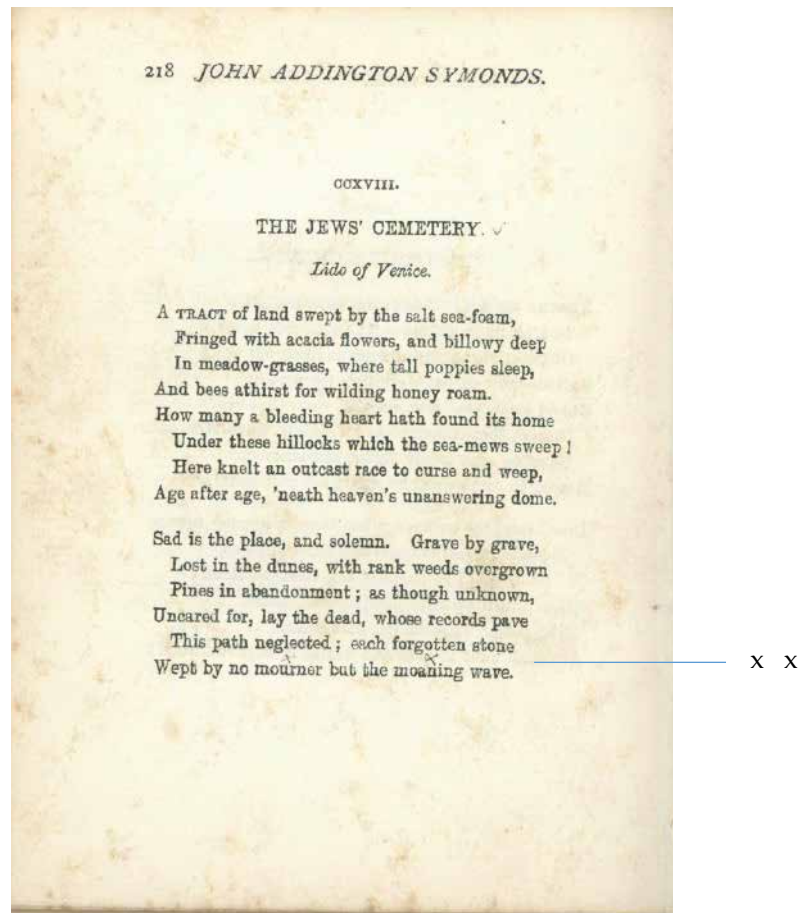 218 JOHN ADDINGTON SYMONDS.
CCXVIII.
THE JEWS' CEMETERY. ✓
Lido of Venice.
A TRACT of land swept by the salt sea-foam,
Fringed with acacia flowers, and billowy deep
In meadow-grasses, where tall poppies sleep,
And bees athirst for wilding honey roam.
How many a bleeding heart hath found its home
Under these hillocks which the sea-mews sweep!
Here knelt an outcast race to curse and weep,
Age after age, 'neath heaven's unanswering dome.
Sad is the place, and solemn. Grave by grave,
Lost in the dunes, with rank weeds overgrown
Pines in abandonment; as though unknown,
Uncared for, lay the dead, whose records pave
This path neglected; each forgotten stone
x x
Wept by no mourner but the moaning wave. x x